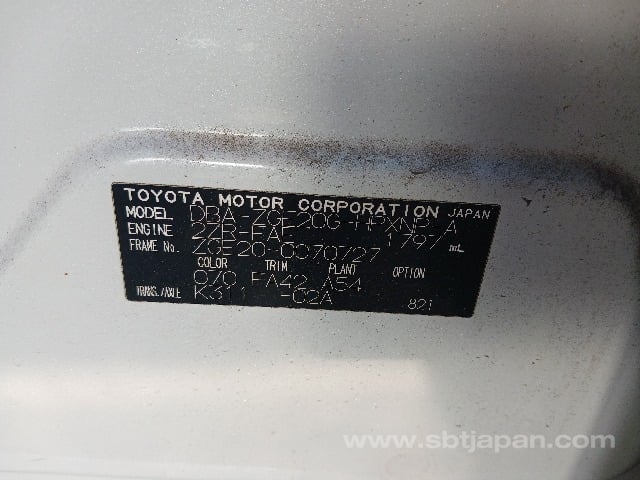 TOYOTA MOTOR CORPORATION JAPAN
MODEL DBA-ZGE20G-HPXNP-A
ENGINE 2ZR-FAE 1797 mL
FRAME No. ZGE20-0070727
COLOR TRIM PLANT OPTION
070 FA42 A54
TRANS./AXLE K311 -02A 821
www.sbtjapan.com